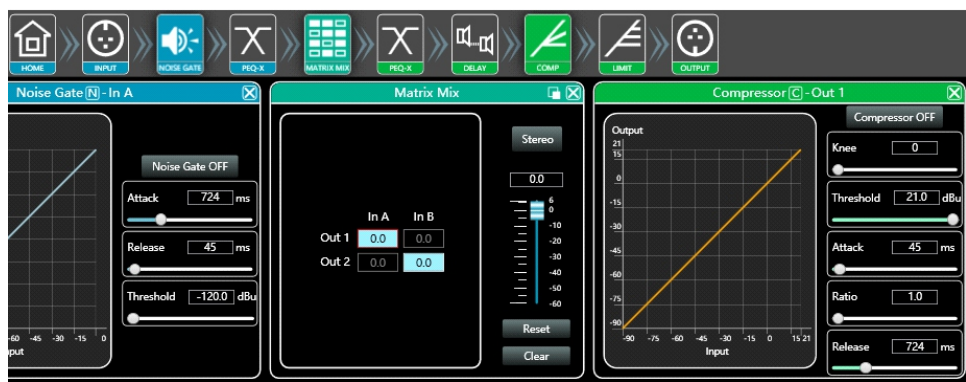 HOME
INPUT
NOISE GATE
PEQ-X
MATRIX MIX
PEQ-X
DELAY
COMP
LIMIT
OUTPUT
Noise Gate N - In A
Noise Gate OFF
Attack 724 ms
Release 45 ms
Threshold -120.0 dBu
-60 -45 -30 -15 0
nput
Matrix Mix
Stereo
0.0
6
0
-10
-20
-30
-40
-50
-60
In A In B
Out 1 0.0 0.0
Out 2 0.0 0.0
Reset
Clear
Compressor C - Out 1
Compressor OFF
Output
21
15
0
-15
-30
-45
-60
-75
-90
-90 -75 -60 -45 -30 -15 0 15 21
Input
Knee 0
Threshold 21.0 dBu
Attack 45 ms
Ratio 1.0
Release 724 ms